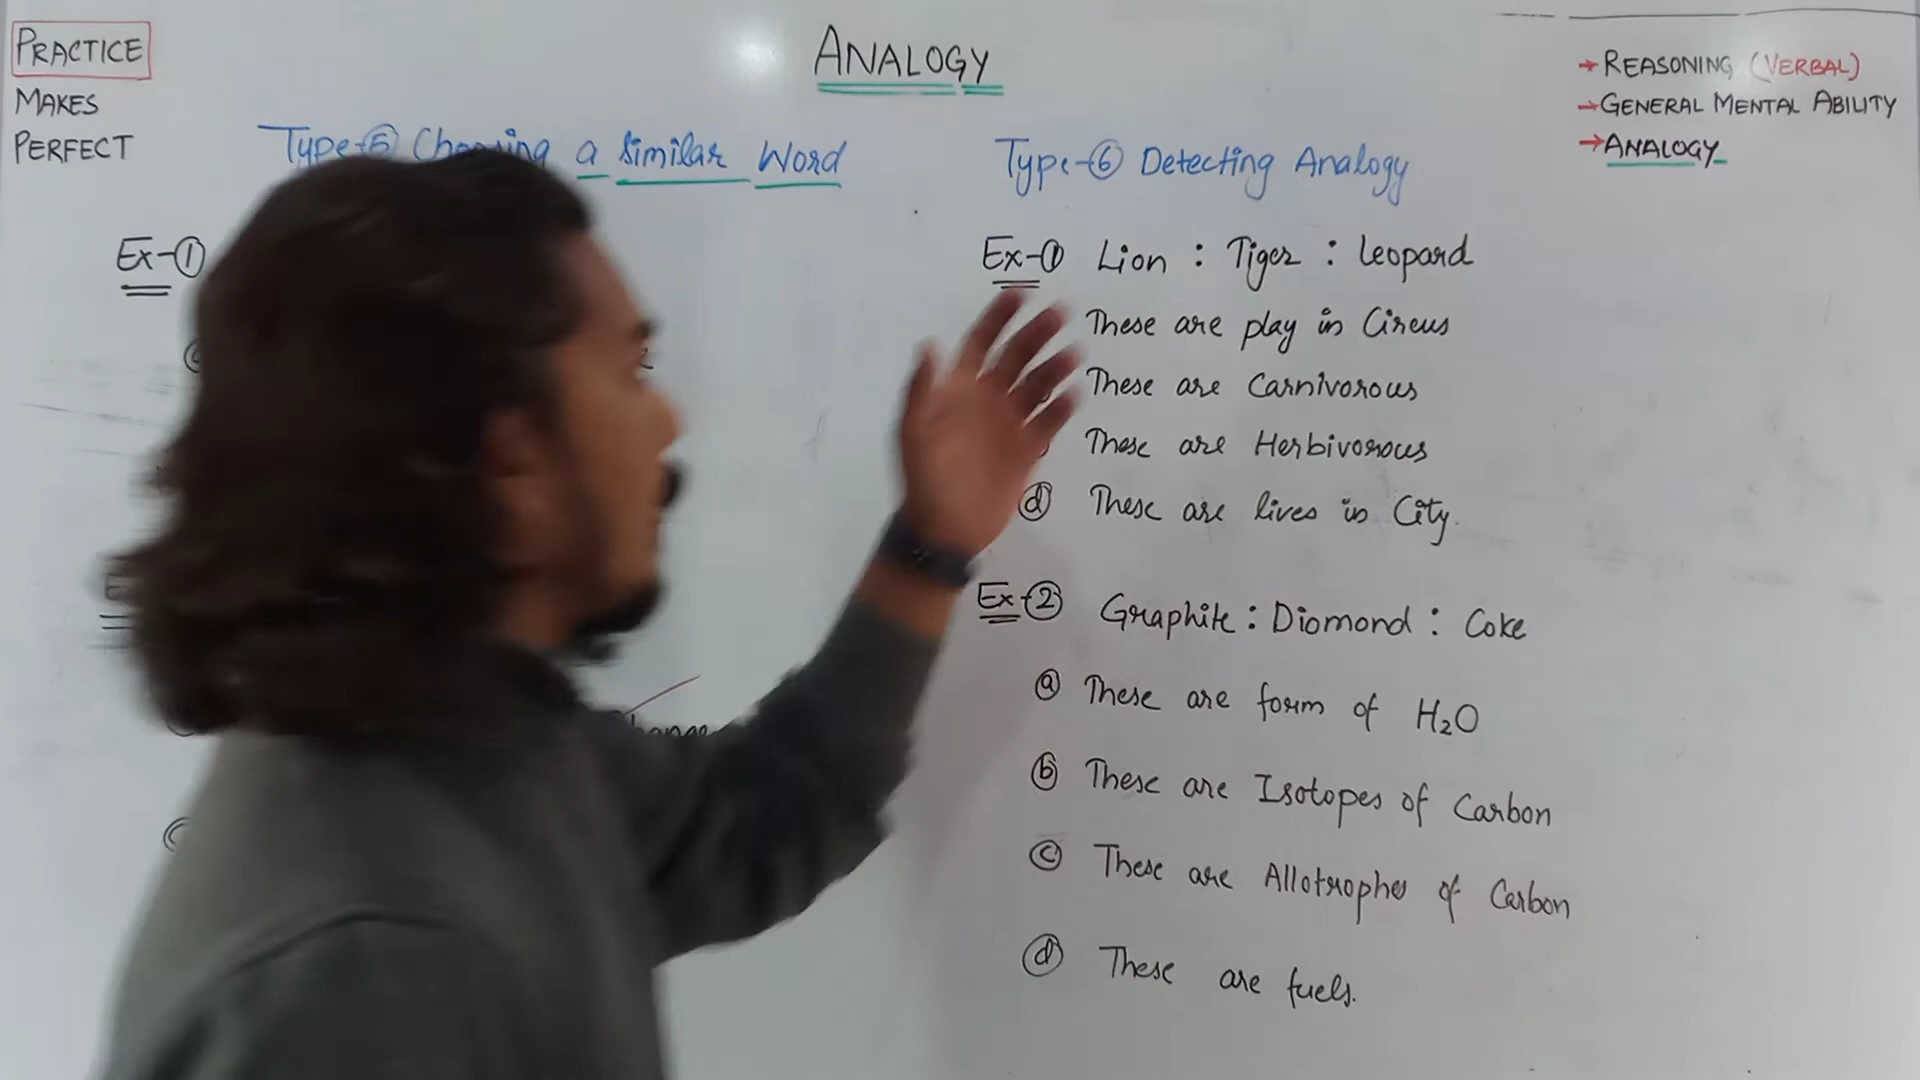 PRACTICE
MAKES
PERFECT
ANALOGY
→ REASONING (VERBAL)
→ GENERAL MENTAL ABILITY
→ ANALOGY
Type-⑤ Choosing a Similar Word
Ex-①
Type-⑥ Detecting Analogy
Ex-① Lion : Tiger : Leopard
These are play in Circus
These are Carnivorous
These are Herbivorous
ⓓ These are lives in City.
Ex-② Graphite : Diomond : Coke
ⓐ These are form of H₂O
ⓑ These are Isotopes of Carbon
ⓒ These are Allotrophes of Carbon
ⓓ These are fuels.